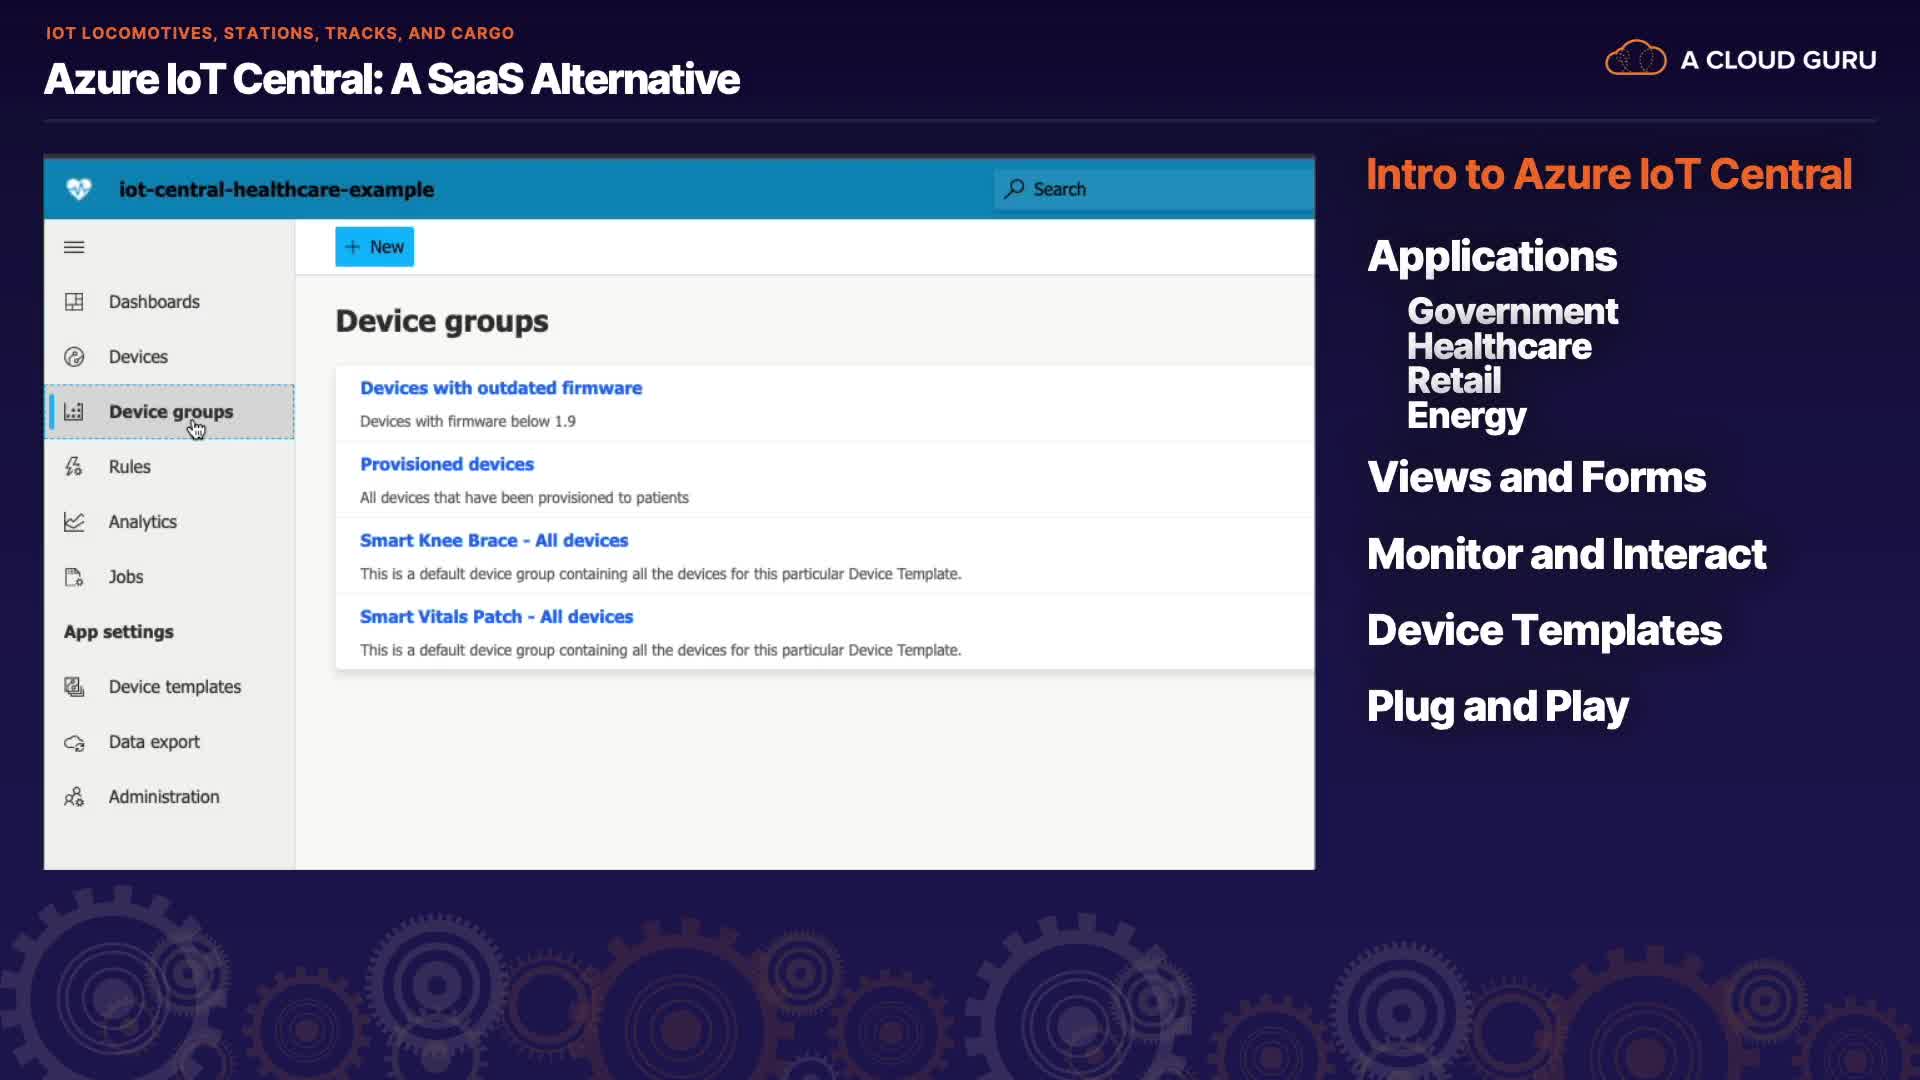 IOT LOCOMOTIVES, STATIONS, TRACKS, AND CARGO
Azure IoT Central: A SaaS Alternative
A CLOUD GURU
iot-central-healthcare-example
Search
New
Dashboards
Devices
Device groups
Rules
Analytics
Jobs
App settings
Device templates
Data export
Administration
Device groups
Devices with outdated firmware
Devices with firmware below 1.9
Provisioned devices
All devices that have been provisioned to patients
Smart Knee Brace - All devices
This is a default device group containing all the devices for this particular Device Template.
Smart Vitals Patch - All devices
This is a default device group containing all the devices for this particular Device Template.
Intro to Azure IoT Central
Applications
Government
Healthcare
Retail
Energy
Views and Forms
Monitor and Interact
Device Templates
Plug and Play